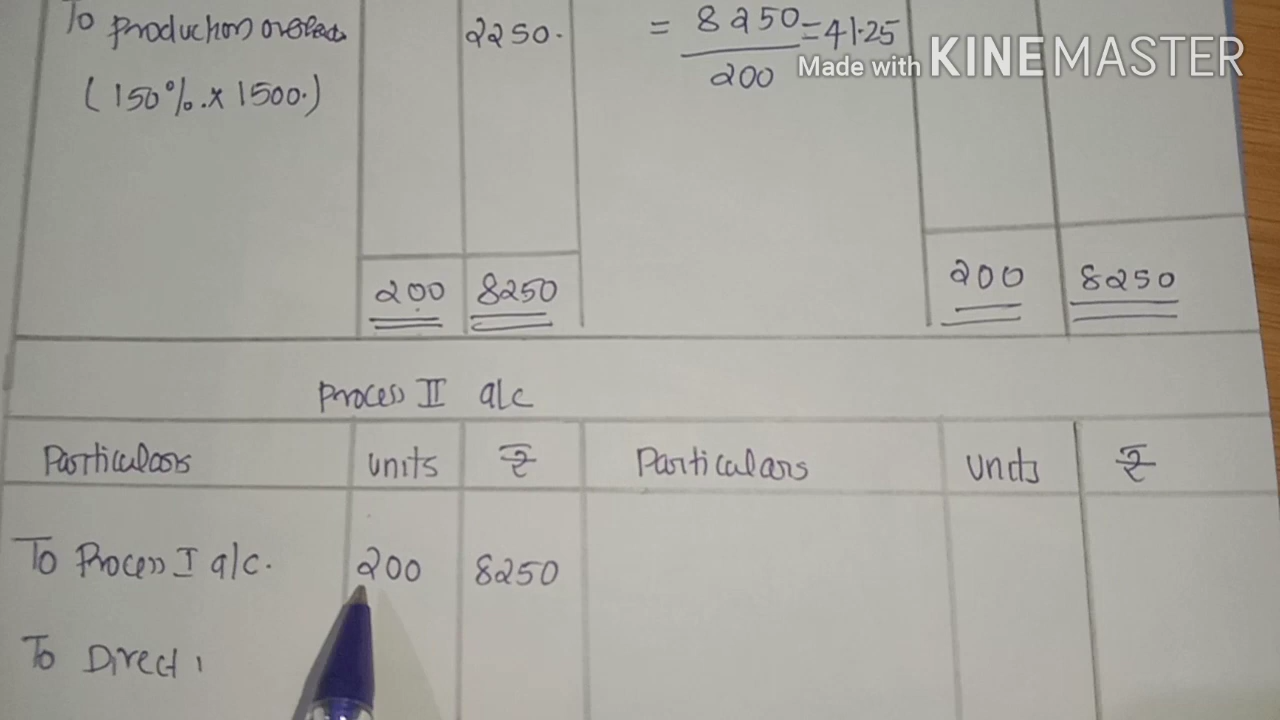 To production 2250. = 8250/200 = 41.25
(150%. x 1500.)
Made with KINEMASTER
200 8250 200 8250
Process II a/c
Particulars units ₹ Particulars units ₹
To Process I a/c. 200 8250
To Direct